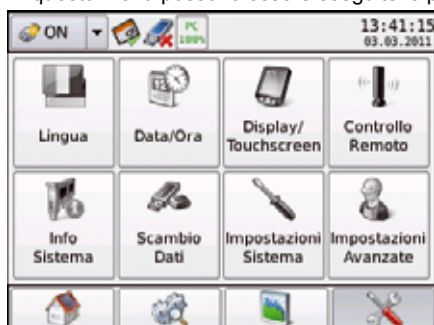 ON PC 100% 13:41:15
03.03.2011
Lingua Data/Ora Display/ Touchscreen Controllo Remoto
Info Sistema Scambio Dati Impostazioni Sistema Impostazioni Avanzate